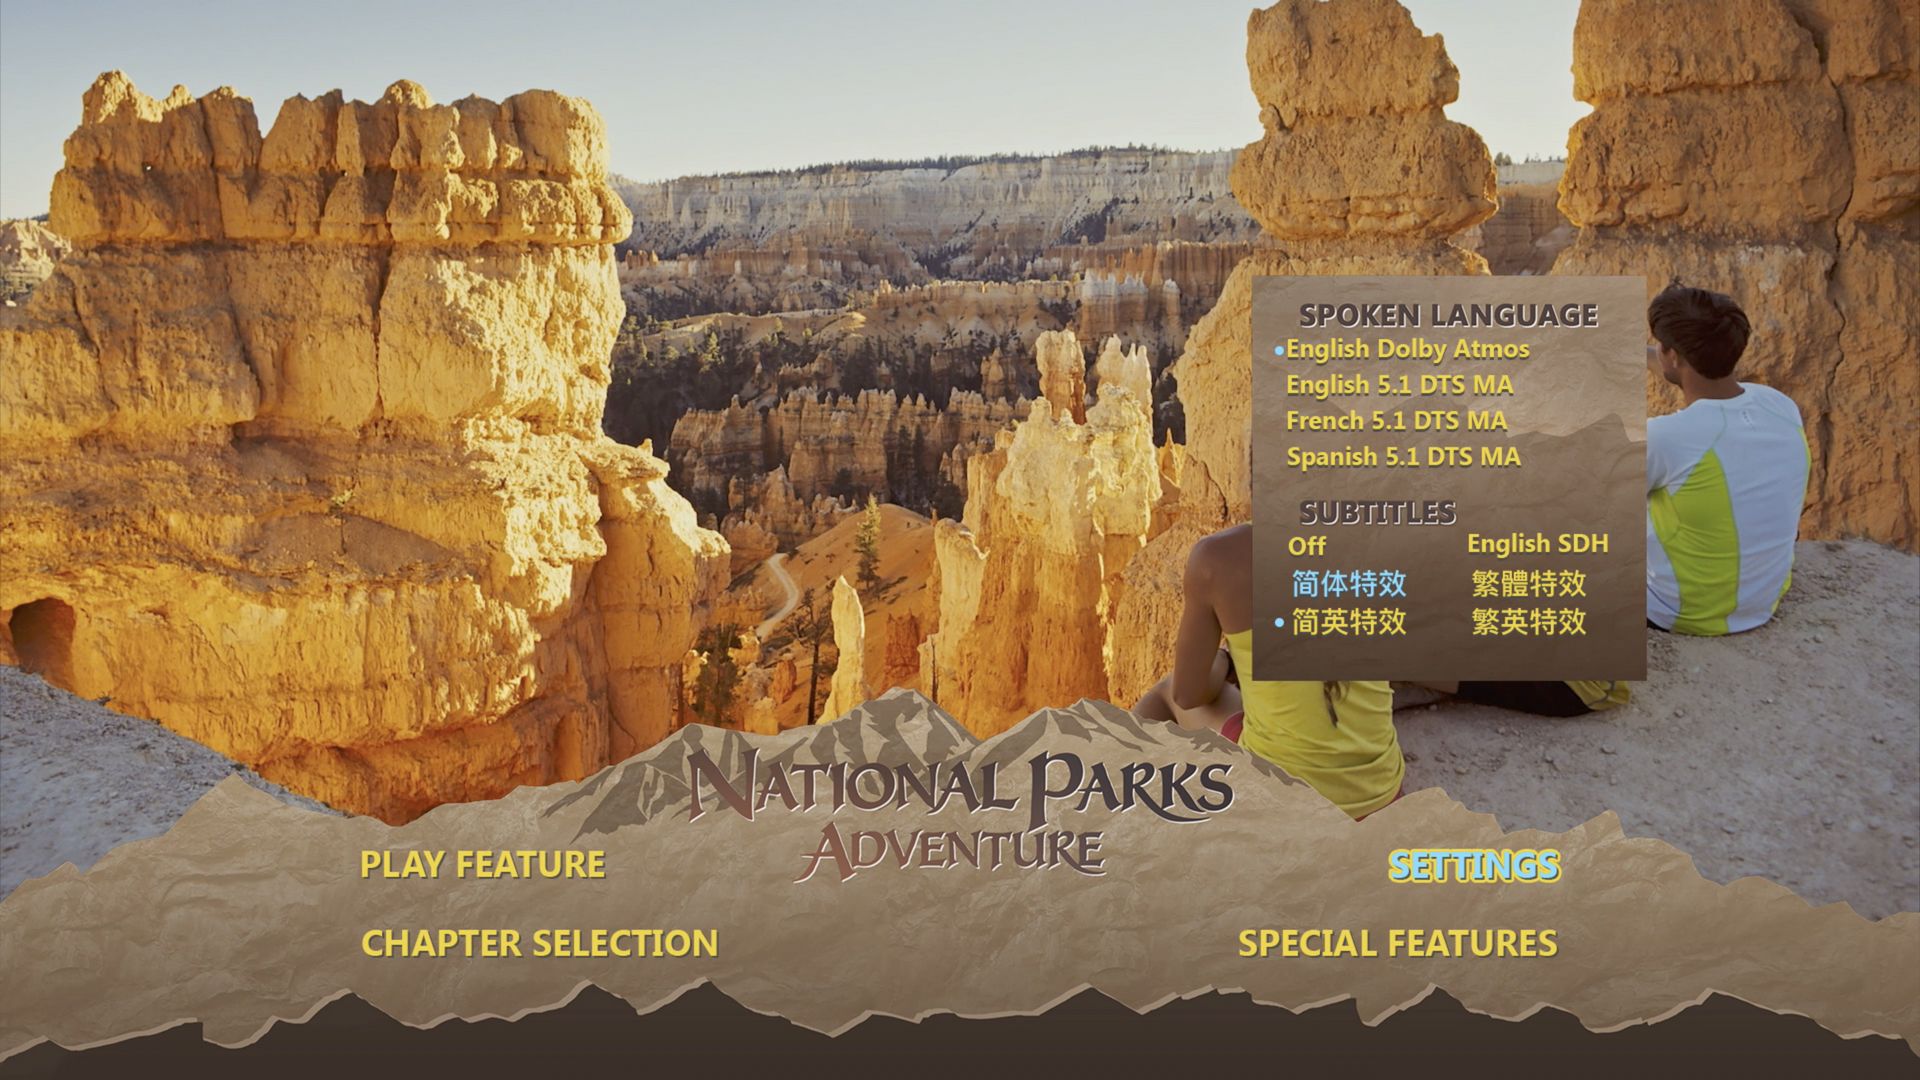 SPOKEN LANGUAGE
English Dolby Atmos
English 5.1 DTS MA
French 5.1 DTS MA
Spanish 5.1 DTS MA
SUBTITLES
Off English SDH
简体特效 繁體特效
简英特效 繁英特效
NATIONAL PARKS
ADVENTURE
PLAY FEATURE
SETTINGS
CHAPTER SELECTION
SPECIAL FEATURES